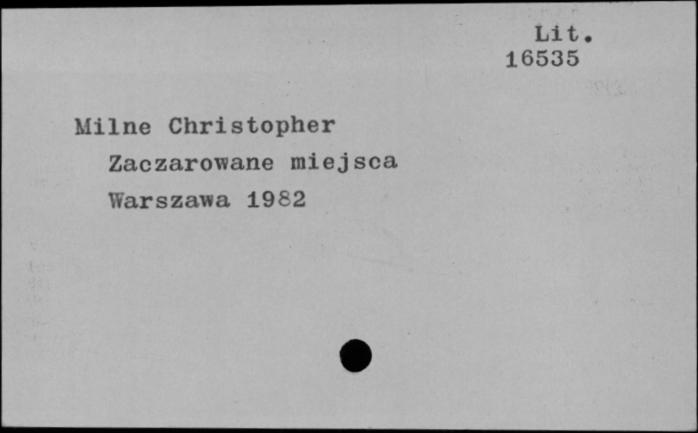 Lit.
16535
Milne Christopher
Zaczarowane miejsca
Warszawa 1982